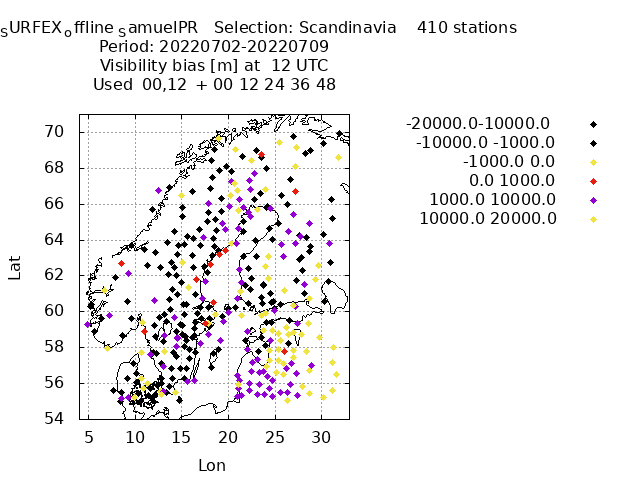 SURFEXoffline SamuelPR   Selection: Scandinavia    410 stations
Period: 20220702-20220709
Visibility bias [m] at  12 UTC
Used  00,12  + 00 12 24 36 48
-20000.0-10000.0
-10000.0 -1000.0
-1000.0 0.0
0.0 1000.0
1000.0 10000.0
10000.0 20000.0
70
68
66
64
62
60
58
56
54
Lat
5 10 15 20 25 30
Lon